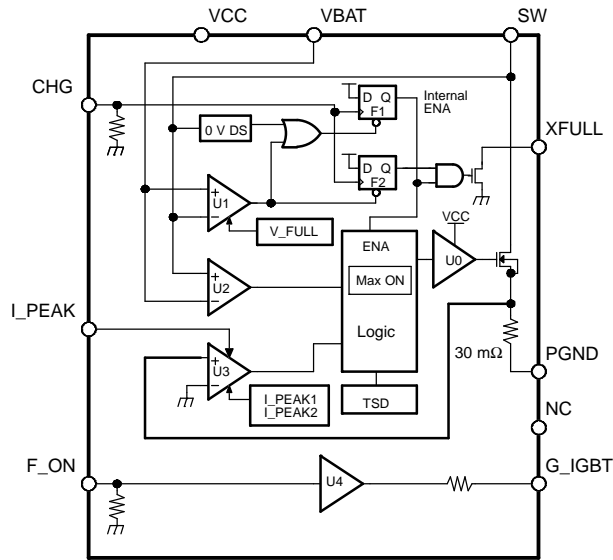 VCC
VBAT
SW
CHG
XFULL
0 V DS
D Q
F1
Internal
ENA
D Q
F2
+
U1
−
V_FULL
ENA
VCC
U0
Max ON
+
U2
−
I_PEAK
Logic
30 mΩ
PGND
+
U3
−
I_PEAK1
I_PEAK2
TSD
NC
F_ON
U4
G_IGBT